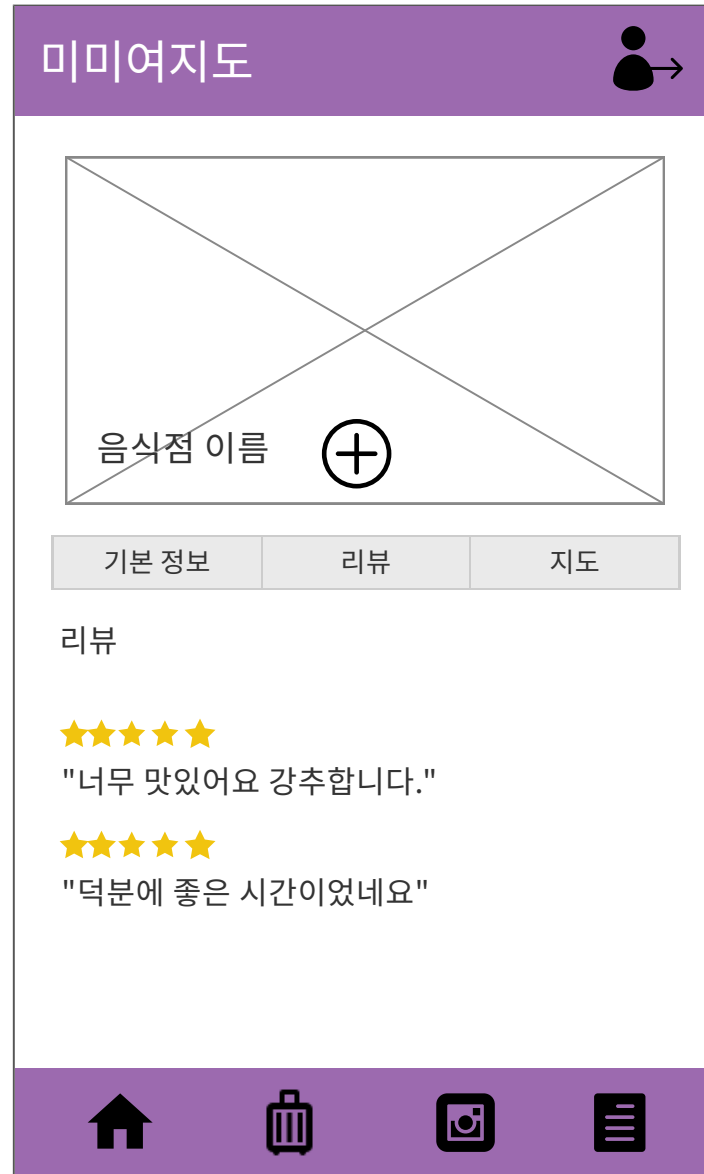 미미여지도
음식점 이름
기본 정보
리뷰
지도
리뷰
"너무 맛있어요 강추합니다."
"덕분에 좋은 시간이었네요"